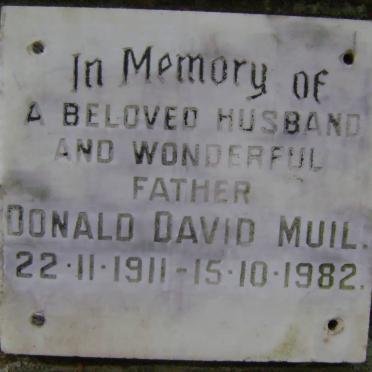 In Memory of
A BELOVED HUSBAND
AND WONDERFUL
FATHER
DONALD DAVID MUIL.
22·11·1911-15·10·1982.